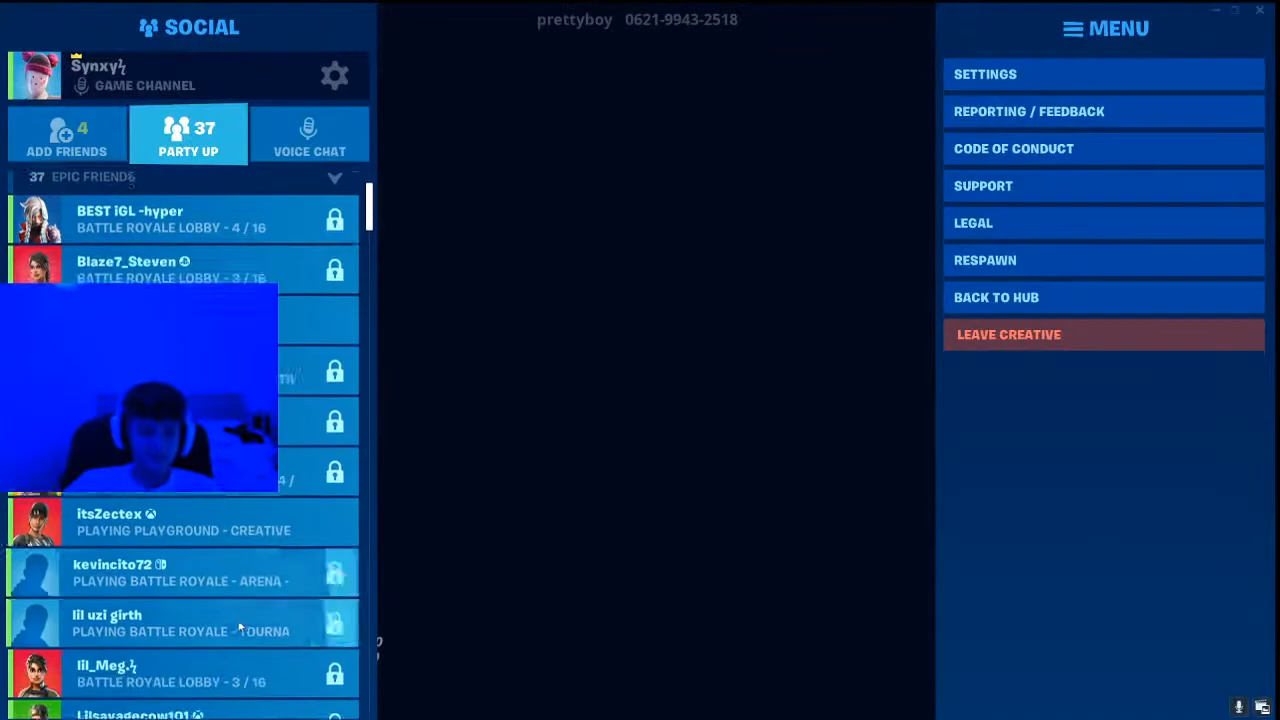 SOCIAL
prettyboy 0621-9943-2518
MENU
Synxyϟ
GAME CHANNEL
4
ADD FRIENDS
37
PARTY UP
VOICE CHAT
37 EPIC FRIENDS
BEST iGL -hyper
BATTLE ROYALE LOBBY - 4 / 16
Blaze7_Steven
BATTLE ROYALE LOBBY - 3 / 16
4 /
itsZectex
PLAYING PLAYGROUND - CREATIVE
kevincito72
PLAYING BATTLE ROYALE - ARENA -
lil uzi girth
PLAYING BATTLE ROYALE - TOURNA
lil_Meg.ϟ
BATTLE ROYALE LOBBY - 3 / 16
Lilsavagecow101
SETTINGS
REPORTING / FEEDBACK
CODE OF CONDUCT
SUPPORT
LEGAL
RESPAWN
BACK TO HUB
LEAVE CREATIVE